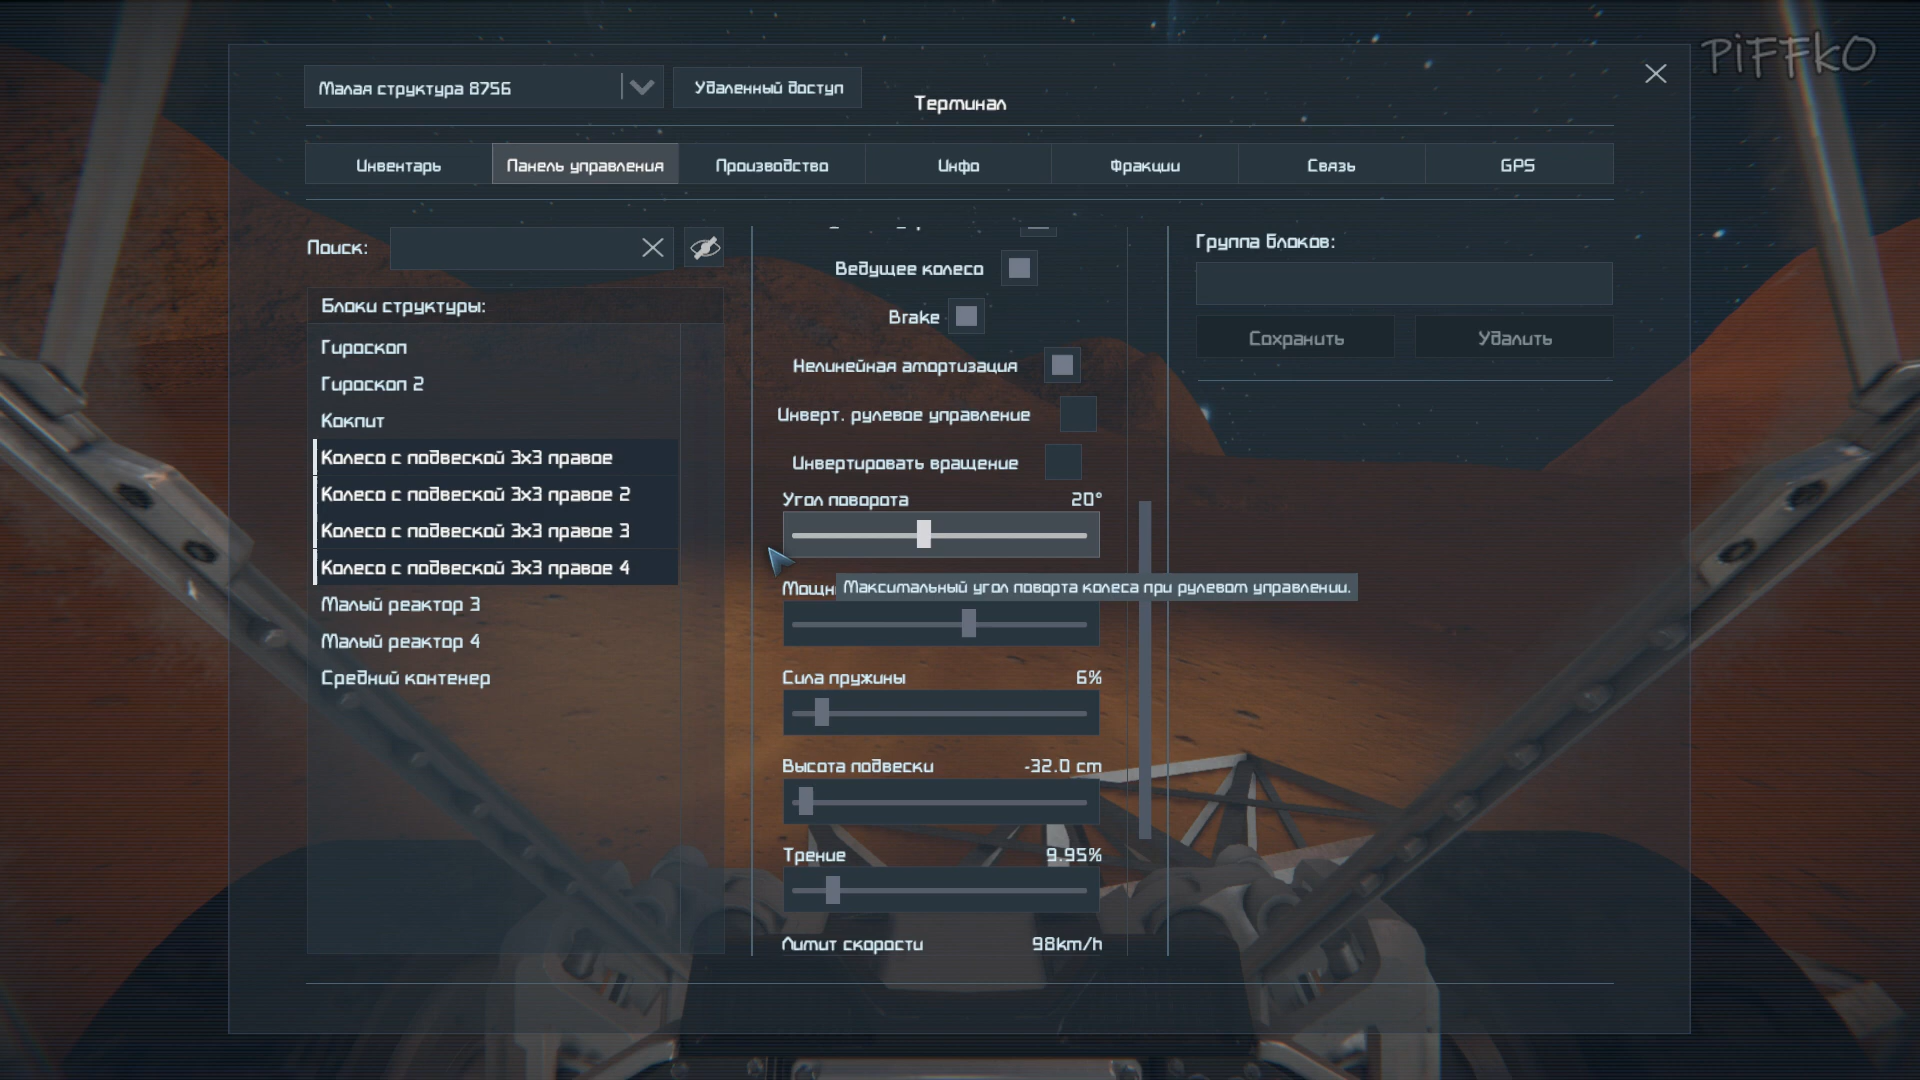 PiFFkO
Малая структура 8756
Удаленный доступ
Терминал
Инвентарь
Панель управления
Производство
Инфо
Фракции
Связь
GPS
Поиск:
Блоки структуры:
Гироскоп
Гироскоп 2
Кокпит
Колесо с подвеской 3x3 правое
Колесо с подвеской 3x3 правое 2
Колесо с подвеской 3x3 правое 3
Колесо с подвеской 3x3 правое 4
Малый реактор 3
Малый реактор 4
Средний контенер
Ведущее колесо
Brake
Нелинейная амортизация
Инверт. рулевое управление
Инвертировать вращение
Угол поворота 20°
Максимальный угол поворта колеса при рулевом управлении.
Сила пружины 6%
Высота подвески -32.0 cm
Трение 9.95%
Лимит скорости 98km/h
Группа блоков:
Сохранить
Удалить